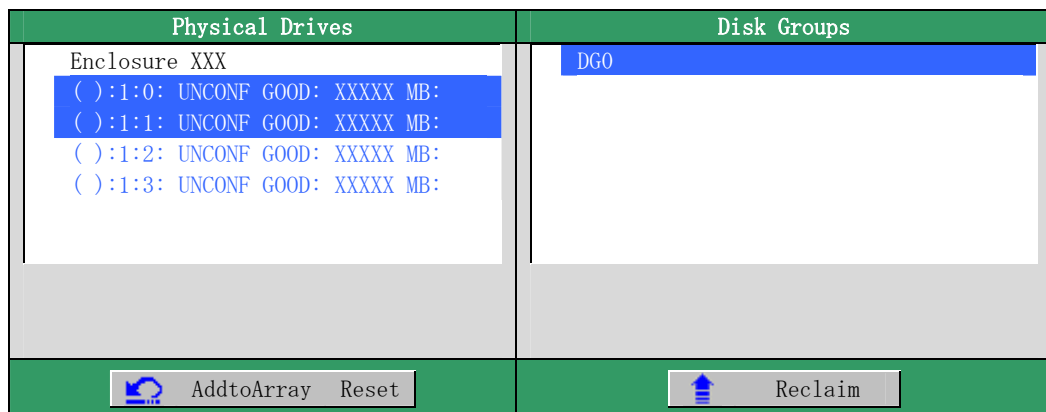 Physical Drives
Enclosure XXX
( ):1:0: UNCONF GOOD: XXXXX MB:
( ):1:1: UNCONF GOOD: XXXXX MB:
( ):1:2: UNCONF GOOD: XXXXX MB:
( ):1:3: UNCONF GOOD: XXXXX MB:
AddtoArray Reset
Disk Groups
DG0
Reclaim